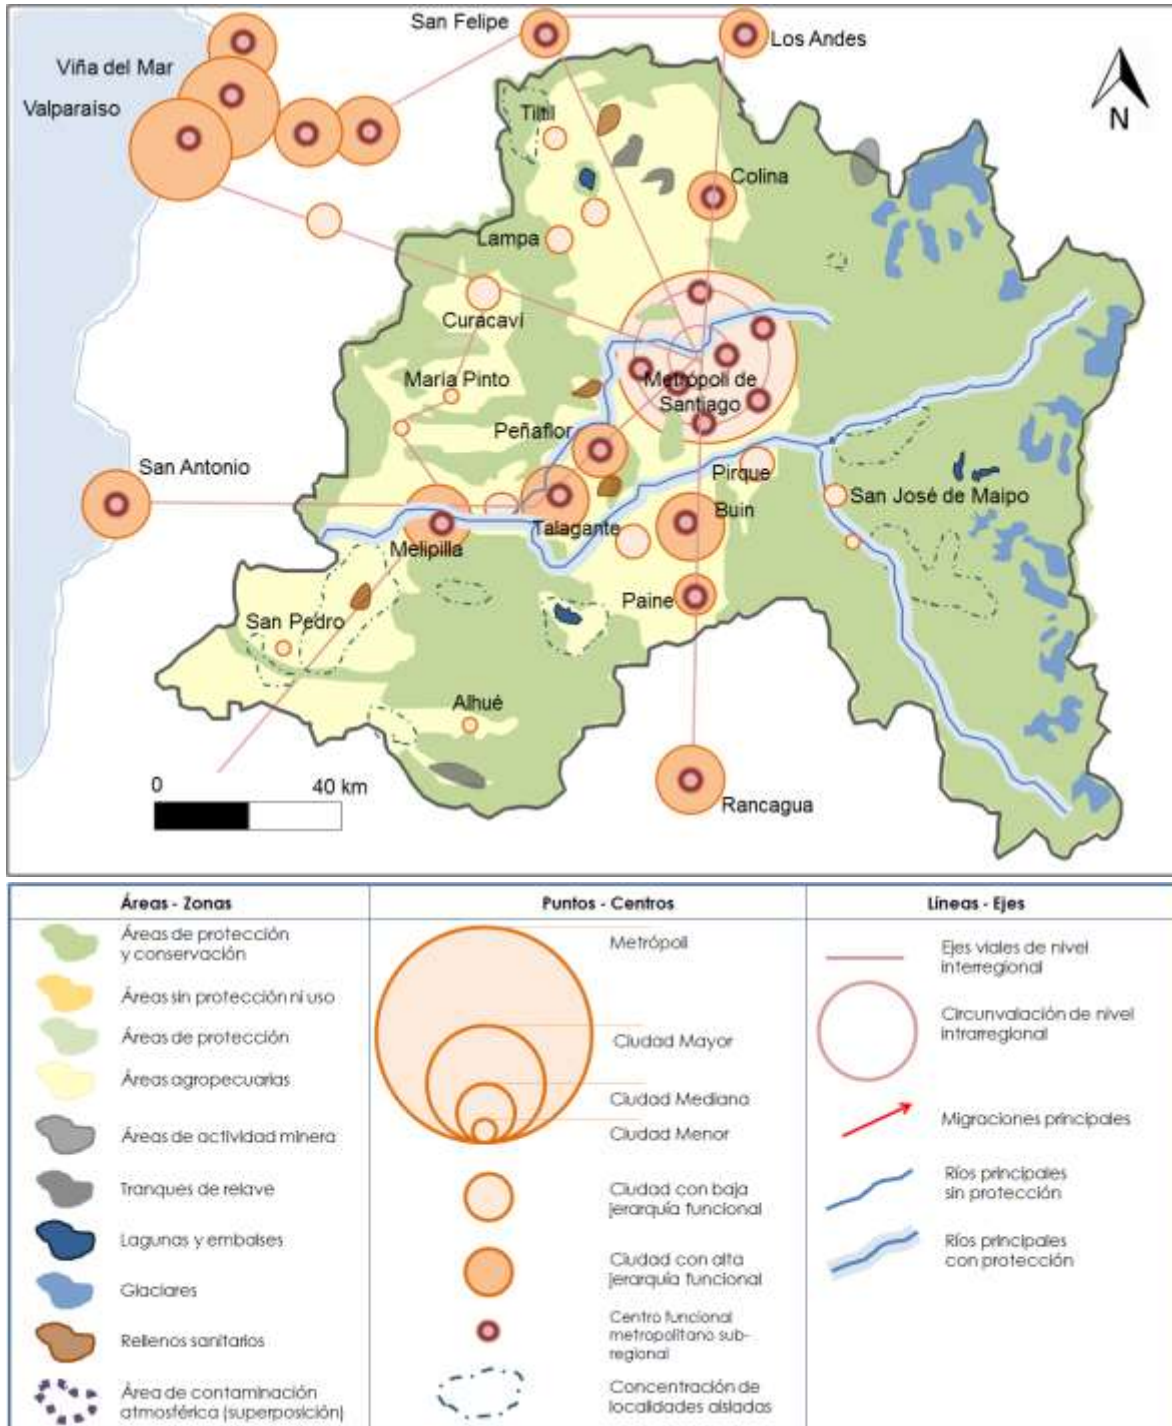 San Felipe
Los Andes
Viña del Mar
Valparaíso
N
Tiltil
Colina
Lampa
Curacaví
María Pinto
Metrópoli de
Santiago
Peñaflor
San Antonio
Pirque
San José de Maipo
Buin
Talagante
Melipilla
Paine
San Pedro
Alhué
0
40 km
Rancagua
Áreas - Zonas
Áreas de protección
y conservación
Áreas sin protección ni uso
Áreas de protección
Áreas agropecuarias
Áreas de actividad minera
Tranques de relave
Lagunas y embalses
Glaciares
Rellenos sanitarios
Área de contaminación
atmosférica (superposición)
Puntos - Centros
Metrópoli
Ciudad Mayor
Ciudad Mediana
Ciudad Menor
Ciudad con baja
jerarquía funcional
Ciudad con alta
jerarquía funcional
Centro funcional
metropolitano sub-
regional
Concentración de
localidades aisladas
Líneas - Ejes
Ejes viales de nivel
interregional
Circunvalación de nivel
intrarregional
Migraciones principales
Ríos principales
sin protección
Ríos principales
con protección